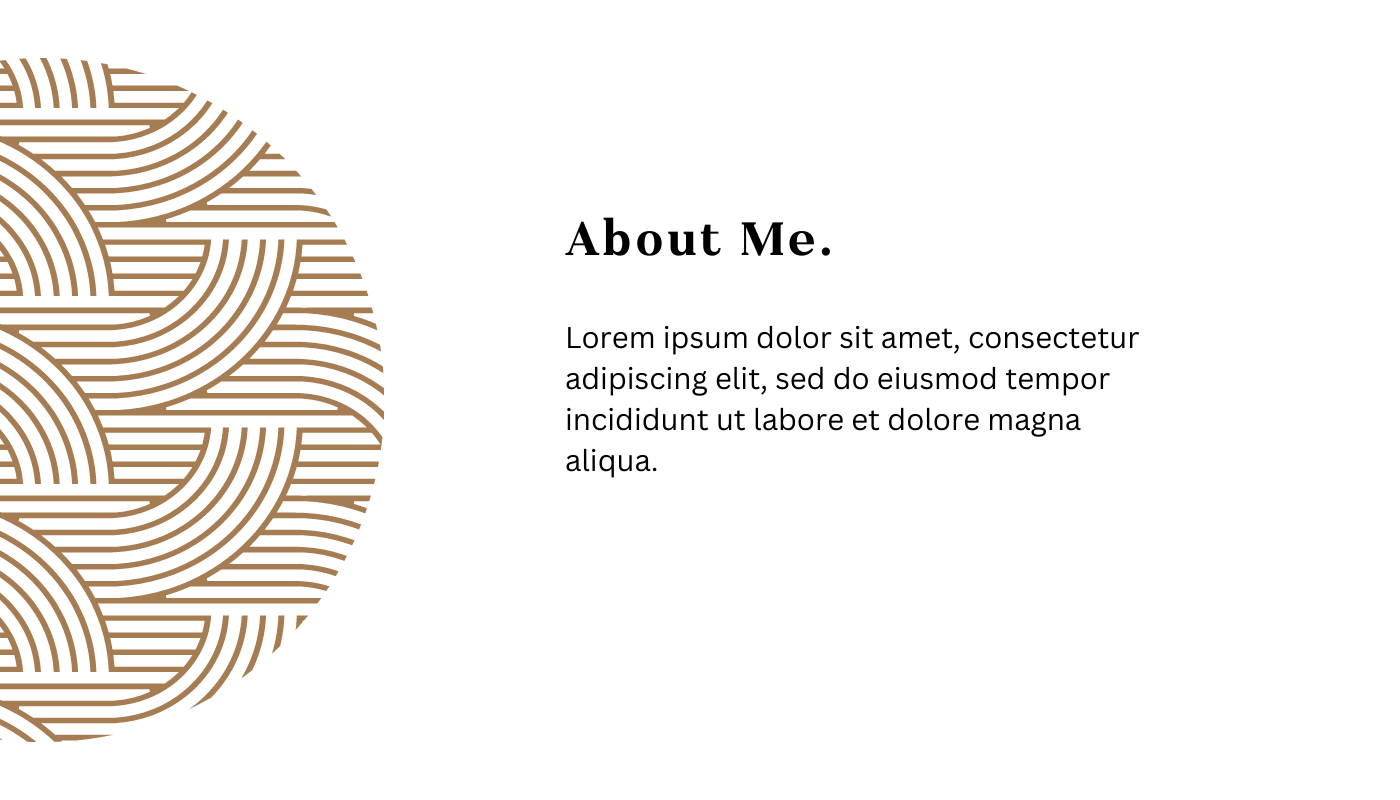 About Me.
Lorem ipsum dolor sit amet, consectetur
adipiscing elit, sed do eiusmod tempor
incididunt ut labore et dolore magna
aliqua.